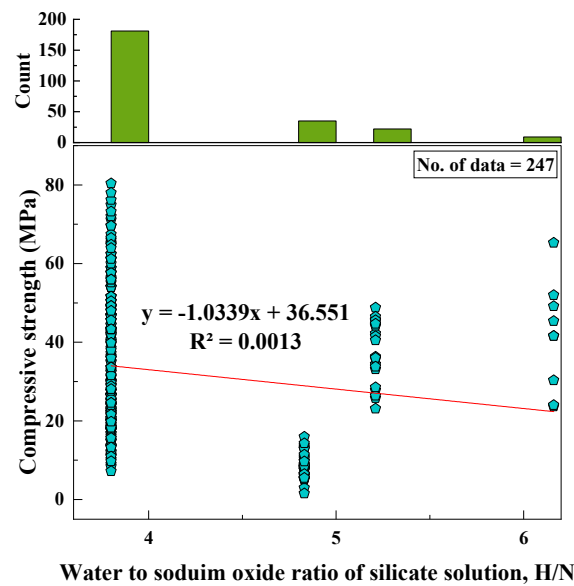 200
150
100
50
0
Count
No. of data = 247
80
60
40
20
0
Compressive strength (MPa)
y = -1.0339x + 36.551
R² = 0.0013
4 5 6
Water to soduim oxide ratio of silicate solution, H/N